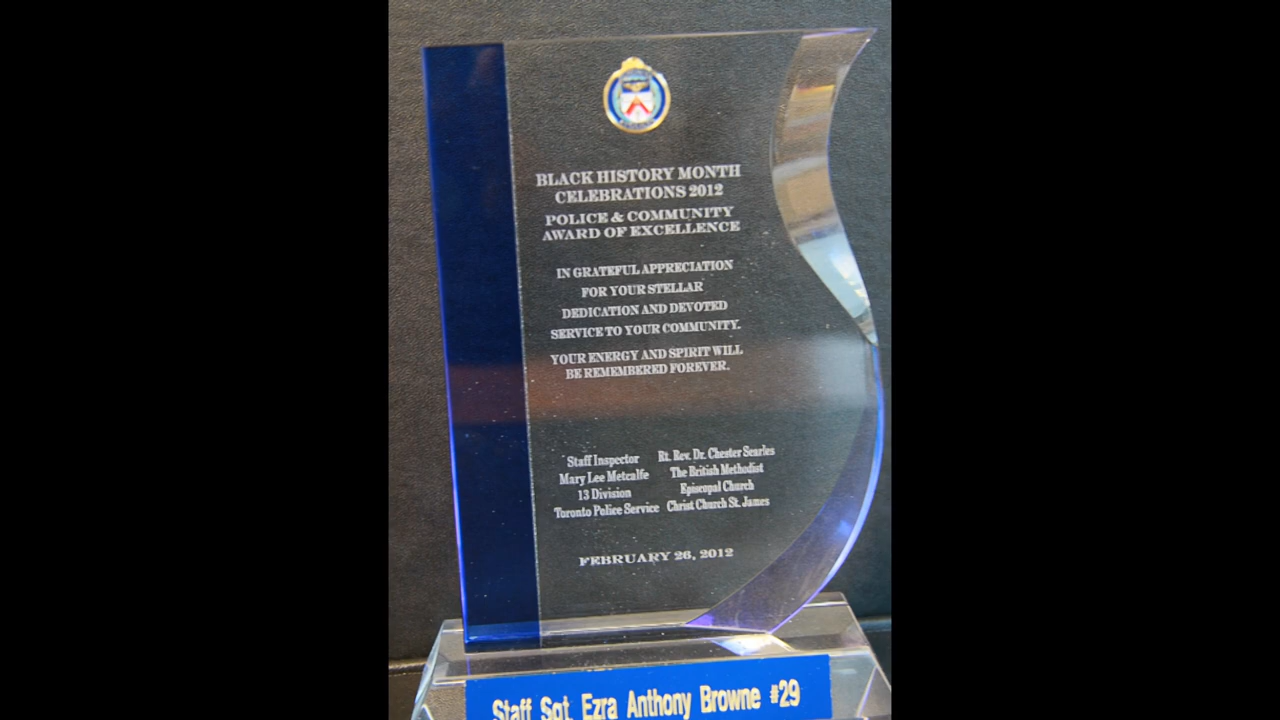 BLACK HISTORY MONTH
CELEBRATIONS 2012
POLICE & COMMUNITY
AWARD OF EXCELLENCE
IN GRATEFUL APPRECIATION
FOR YOUR STELLAR
DEDICATION AND DEVOTED
SERVICE TO YOUR COMMUNITY.
YOUR ENERGY AND SPIRIT WILL
BE REMEMBERED FOREVER.
Staff Inspector
Mary Lee Metcalfe
13 Division
Toronto Police Service
Rt. Rev. Dr. Chester Searles
The British Methodist
Episcopal Church
Christ Church St. James
FEBRUARY 26, 2012
Staff Sgt. Ezra Anthony Browne #29